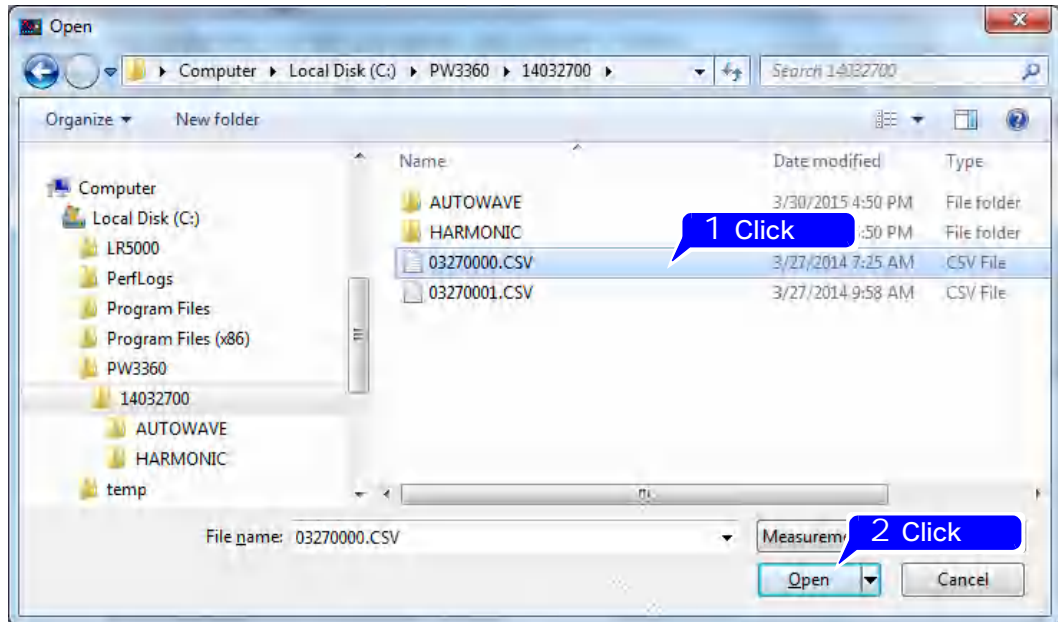 Open
Computer ▸ Local Disk (C:) ▸ PW3360 ▸ 14032700 ▸
Search 14032700
Organize New folder
Name Date modified Type
Computer
Local Disk (C:)
LR5000
PerfLogs
Program Files
Program Files (x86)
PW3360
14032700
AUTOWAVE
HARMONIC
temp
AUTOWAVE 3/30/2015 4:50 PM File folder
HARMONIC :50 PM File folder
03270000.CSV 3/27/2014 7:25 AM CSV File
03270001.CSV 3/27/2014 9:58 AM CSV File
1 Click
File name: 03270000.CSV
2 Click
Open Cancel